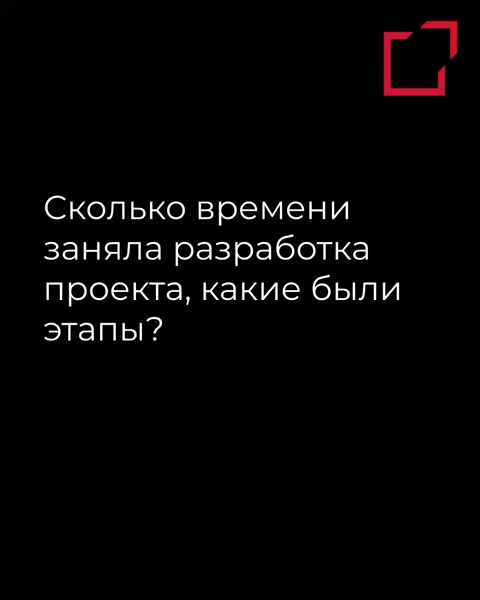 Сколько времени
заняла разработка
проекта, какие были
этапы?